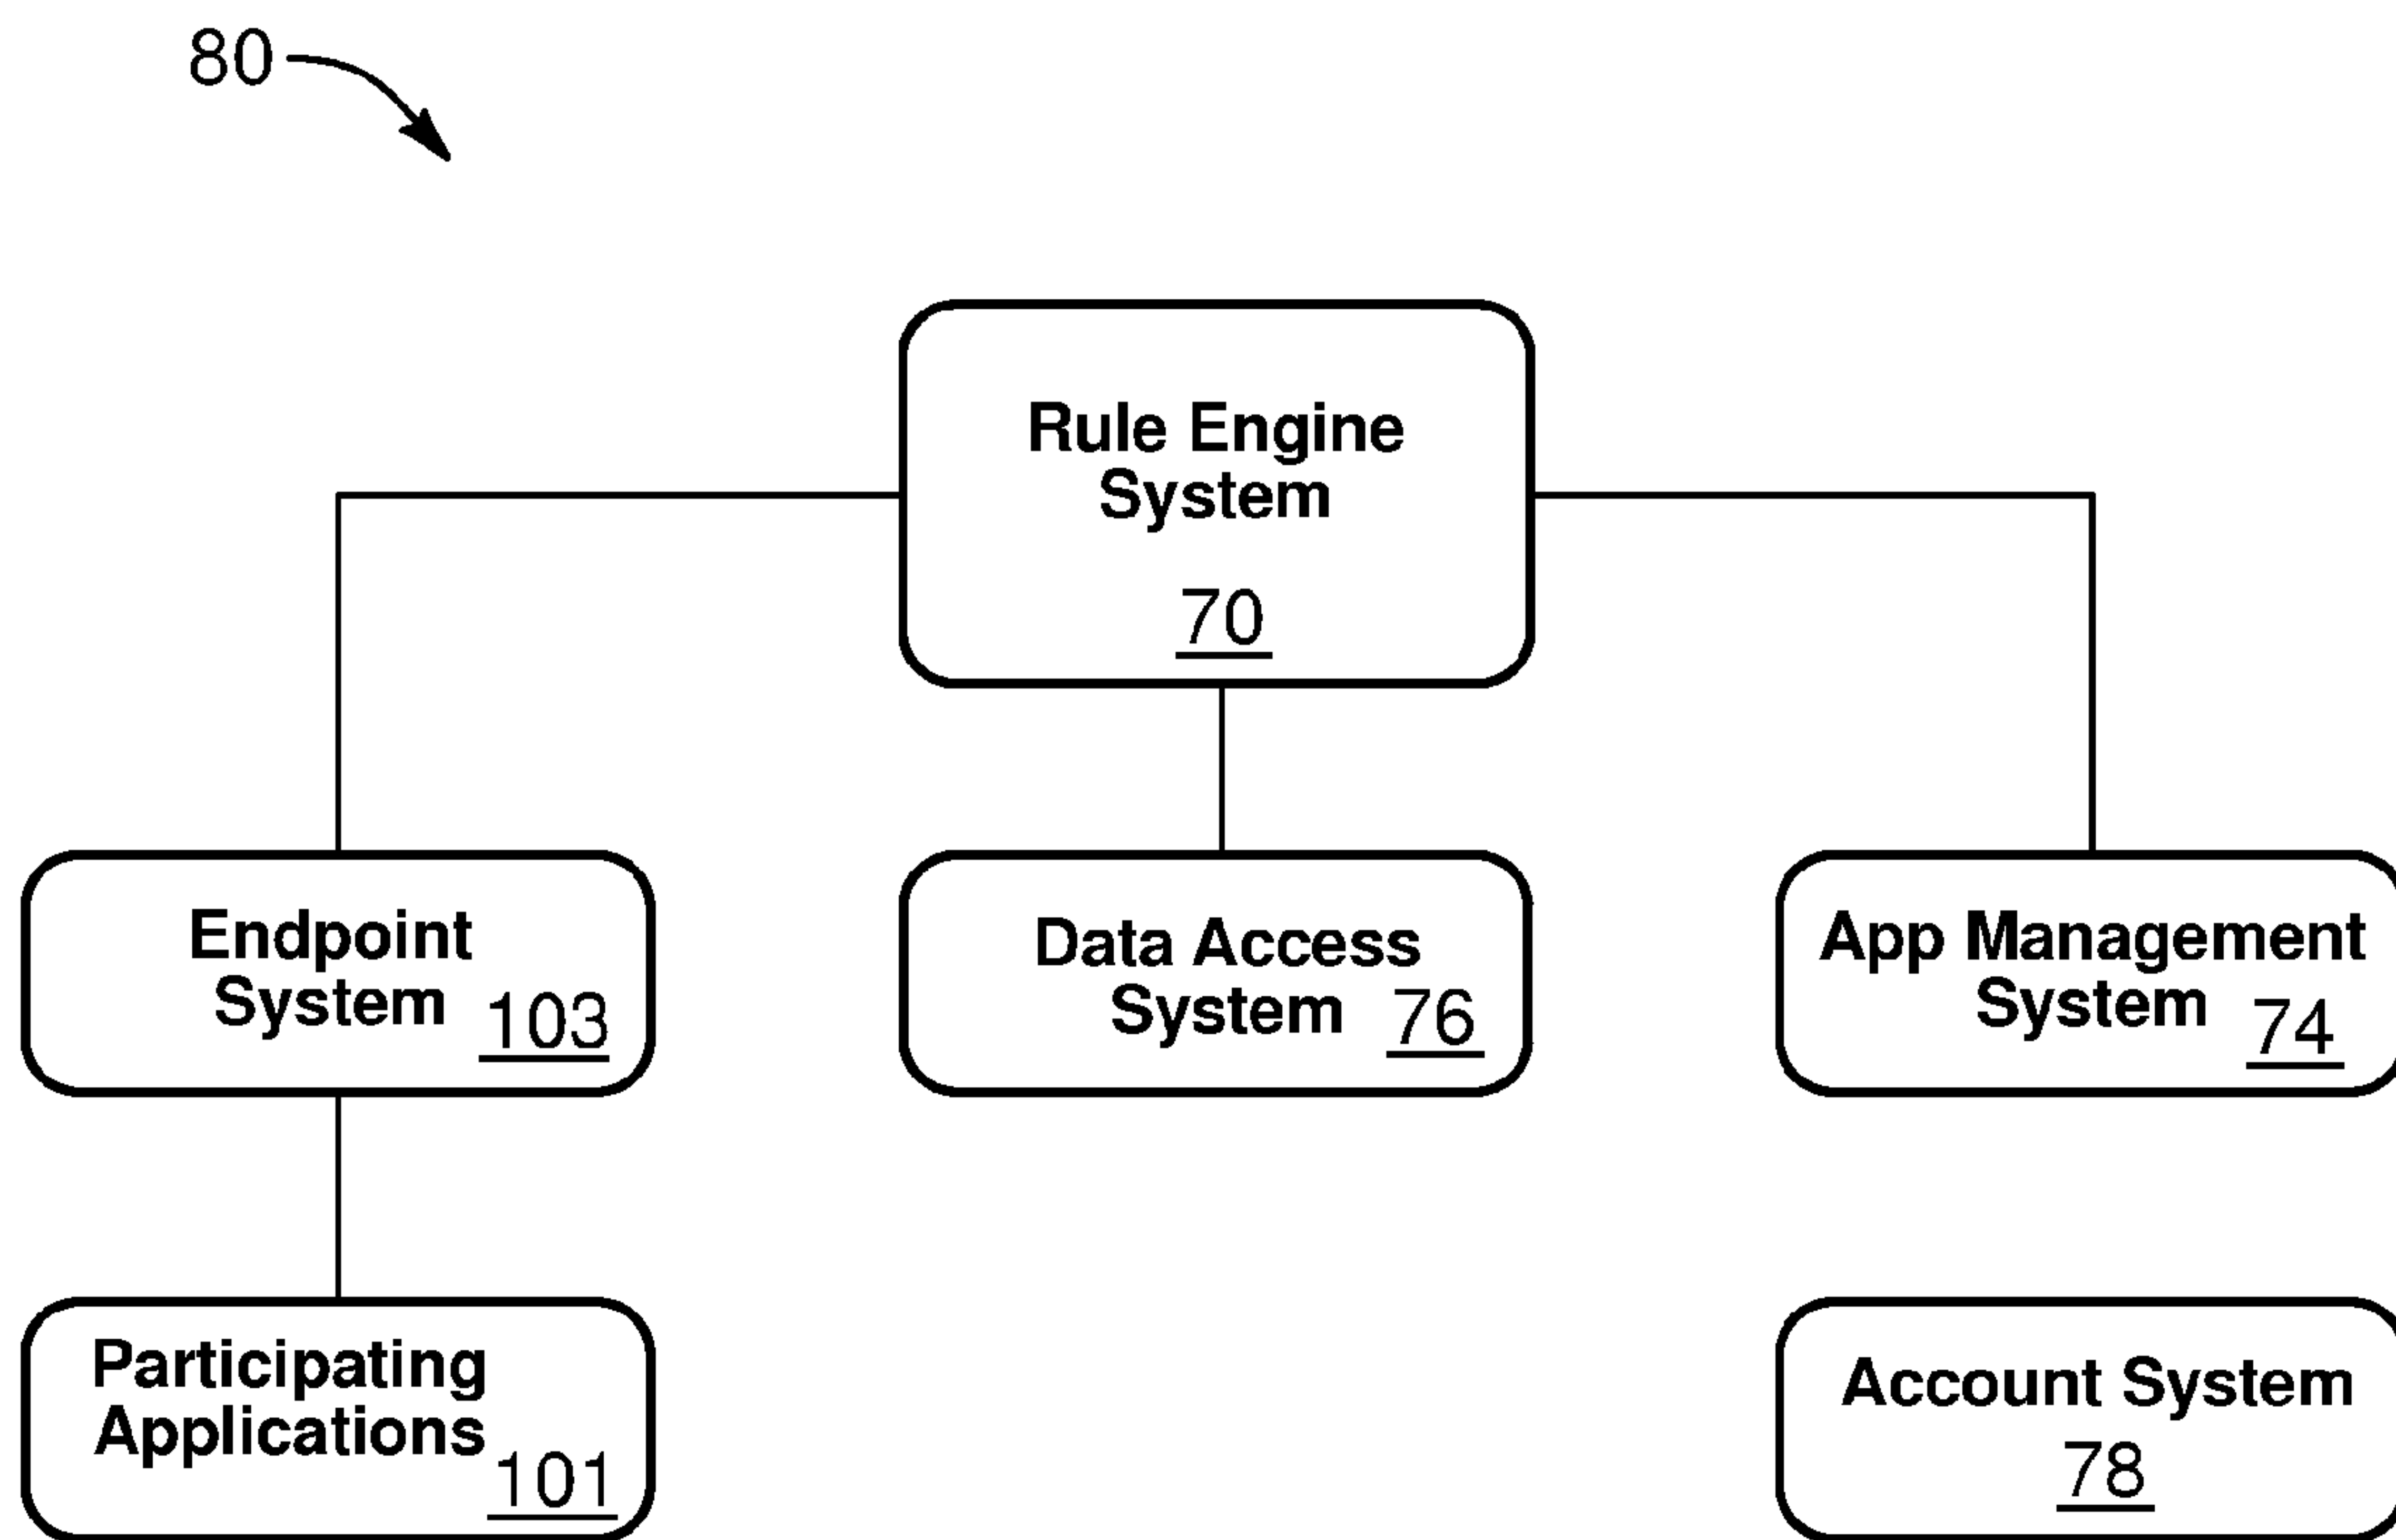 80
Rule Engine
System
70
Endpoint
System 103
Data Access
System 76
App Management
System 74
Participating
Applications
101
Account System
78